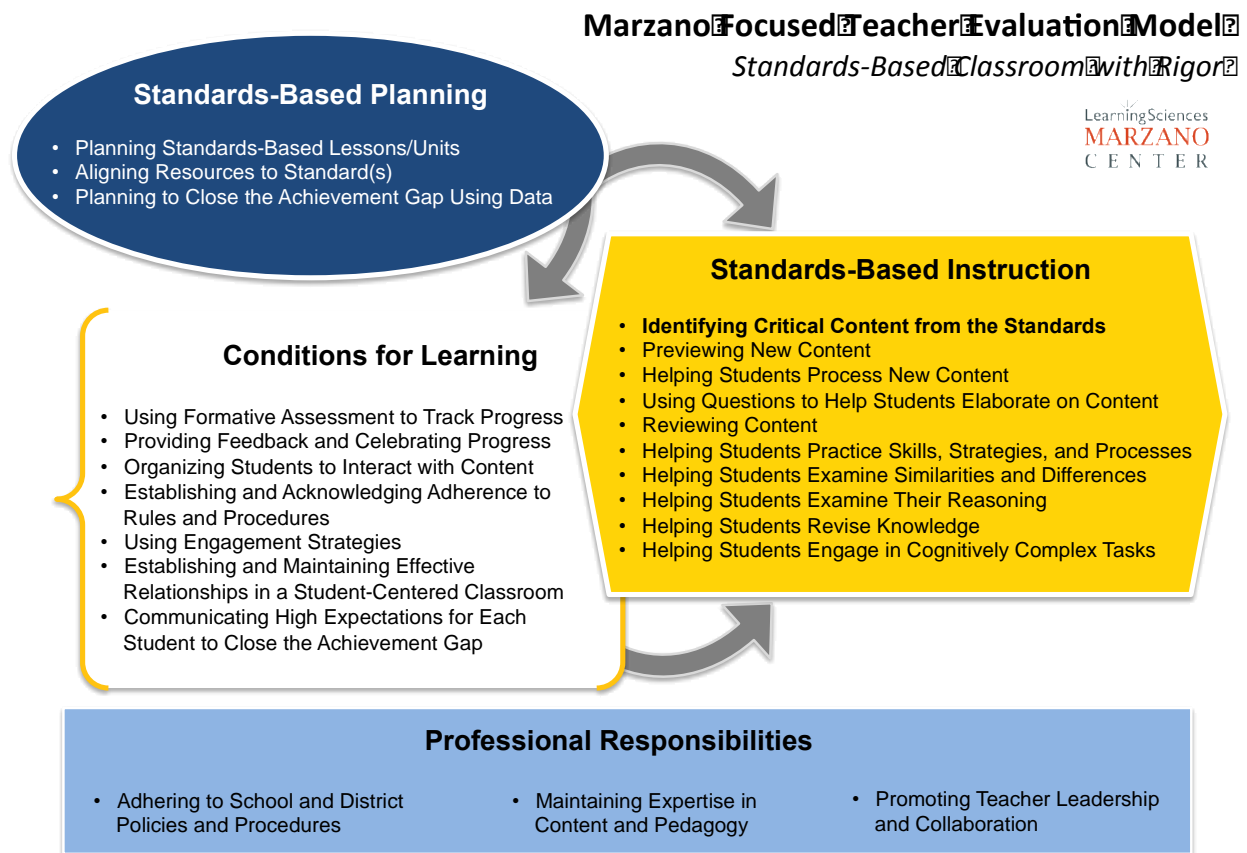 Marzano Focused Teacher Evaluation Model
Standards-Based Classroom with Rigor
LearningSciences
MARZANO
CENTER
Standards-Based Planning
• Planning Standards-Based Lessons/Units
• Aligning Resources to Standard(s)
• Planning to Close the Achievement Gap Using Data
Standards-Based Instruction
• Identifying Critical Content from the Standards
• Previewing New Content
• Helping Students Process New Content
• Using Questions to Help Students Elaborate on Content
• Reviewing Content
• Helping Students Practice Skills, Strategies, and Processes
• Helping Students Examine Similarities and Differences
• Helping Students Examine Their Reasoning
• Helping Students Revise Knowledge
• Helping Students Engage in Cognitively Complex Tasks
Conditions for Learning
• Using Formative Assessment to Track Progress
• Providing Feedback and Celebrating Progress
• Organizing Students to Interact with Content
• Establishing and Acknowledging Adherence to
Rules and Procedures
• Using Engagement Strategies
• Establishing and Maintaining Effective
Relationships in a Student-Centered Classroom
• Communicating High Expectations for Each
Student to Close the Achievement Gap
Professional Responsibilities
• Adhering to School and District
Policies and Procedures
• Maintaining Expertise in
Content and Pedagogy
• Promoting Teacher Leadership
and Collaboration